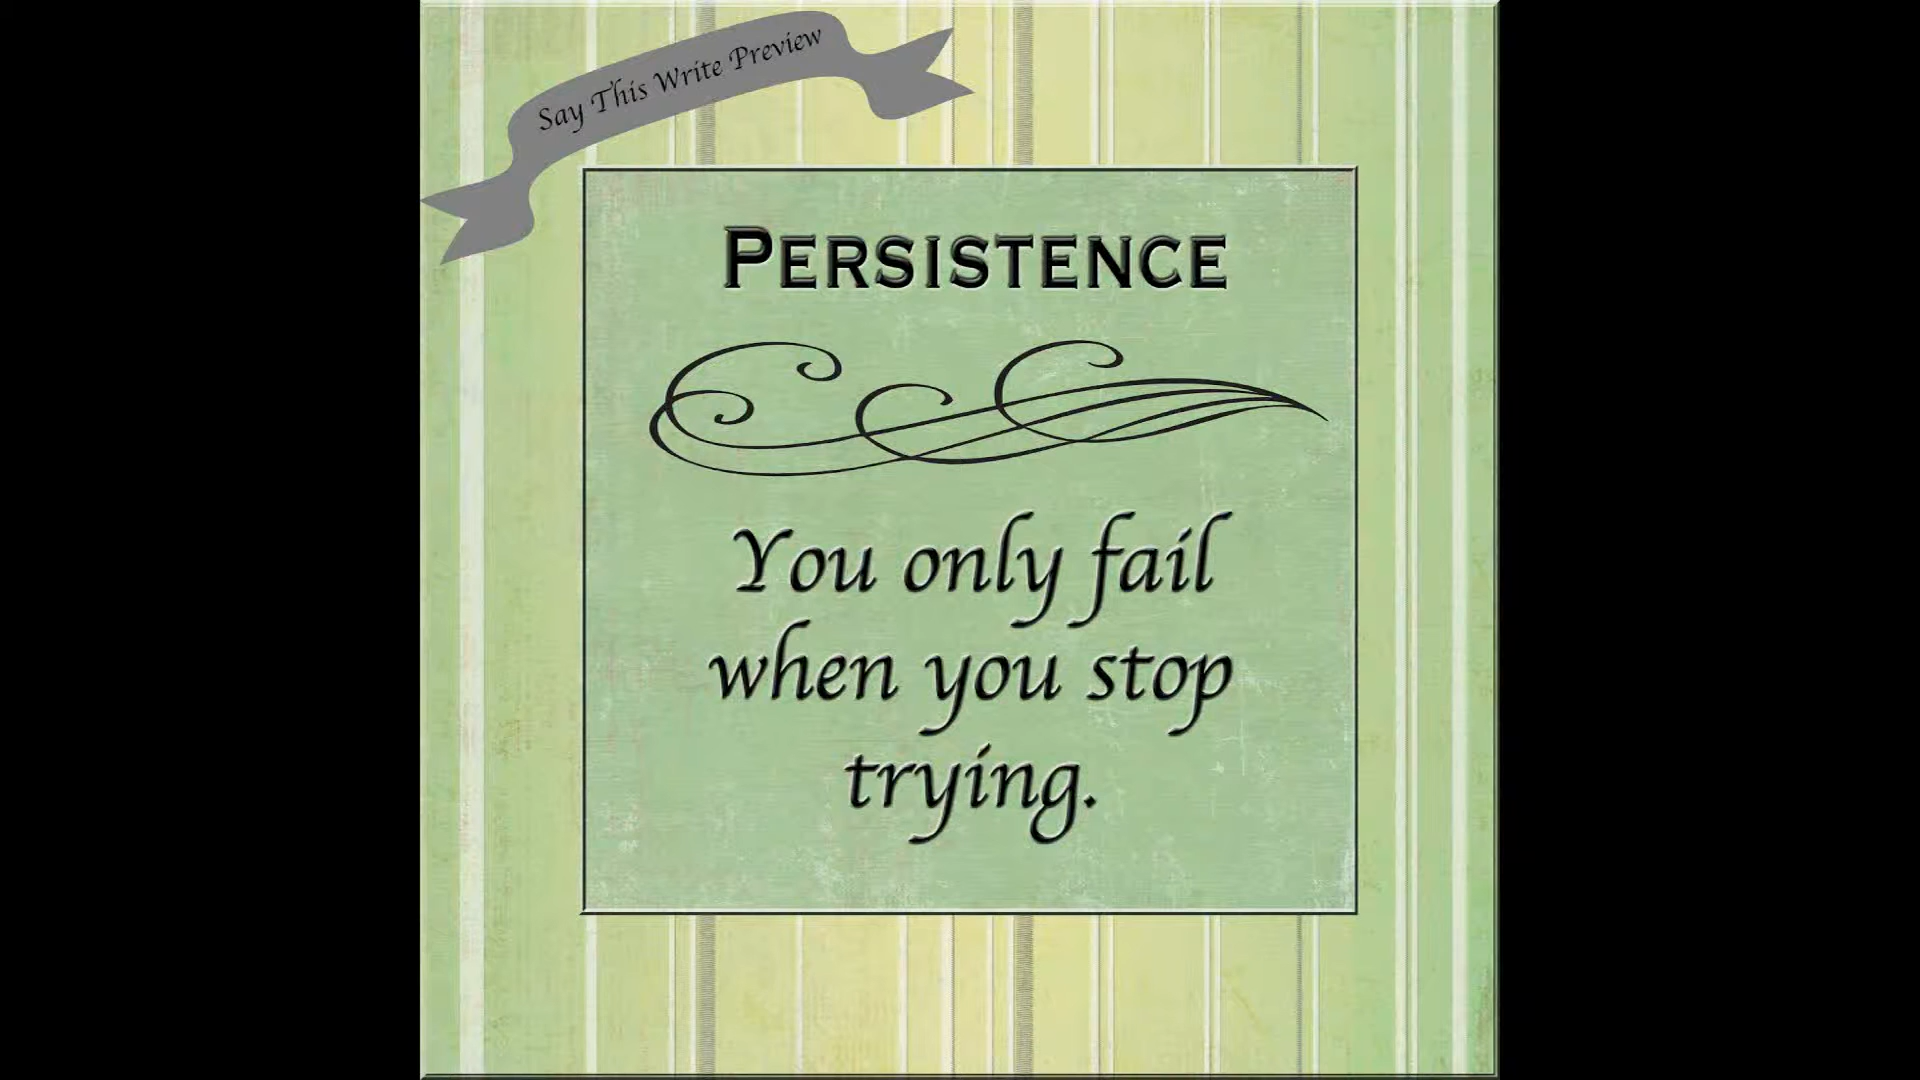 Say This Write Preview
PERSISTENCE
You only fail
when you stop
trying.